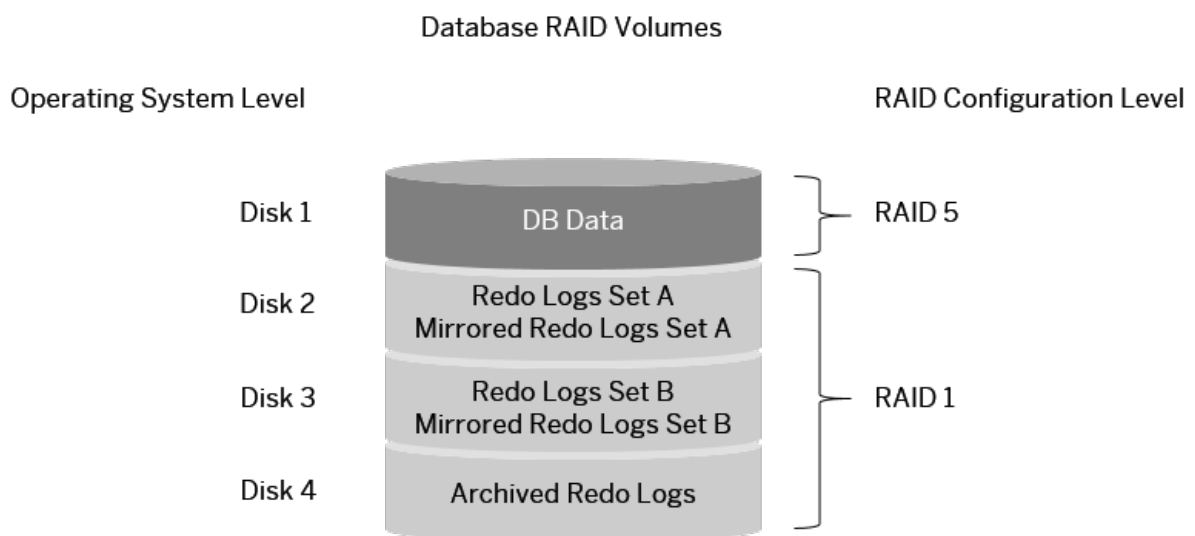 Database RAID Volumes
Operating System Level
RAID Configuration Level
Disk 1
DB Data
RAID 5
Disk 2
Redo Logs Set A
Mirrored Redo Logs Set A
Disk 3
Redo Logs Set B
Mirrored Redo Logs Set B
RAID 1
Disk 4
Archived Redo Logs